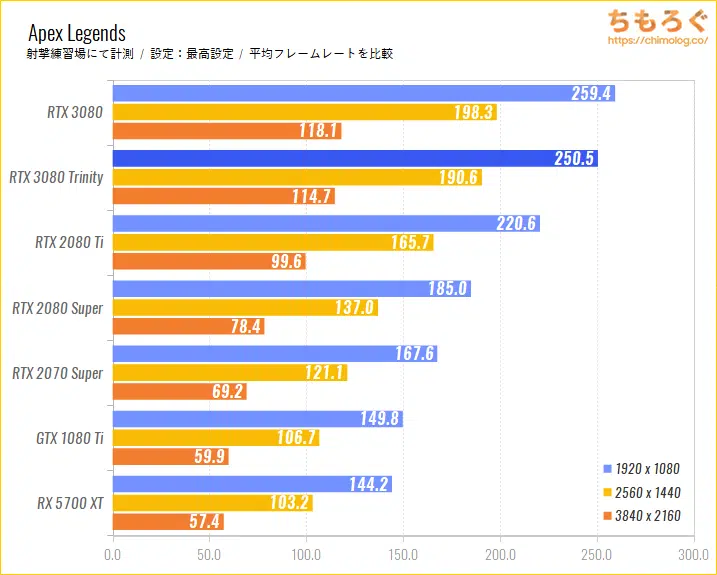 Apex Legends
ちもろぐ
https://chimolog.co/
射撃練習場にて計測 / 設定：最高設定 / 平均フレームレートを比較
RTX 3080
259.4
198.3
118.1
RTX 3080 Trinity
250.5
190.6
114.7
RTX 2080 Ti
220.6
165.7
99.6
RTX 2080 Super
185.0
137.0
78.4
RTX 2070 Super
167.6
121.1
69.2
GTX 1080 Ti
149.8
106.7
59.9
RX 5700 XT
144.2
103.2
57.4
1920 x 1080
2560 x 1440
3840 x 2160
0.0 50.0 100.0 150.0 200.0 250.0 300.0